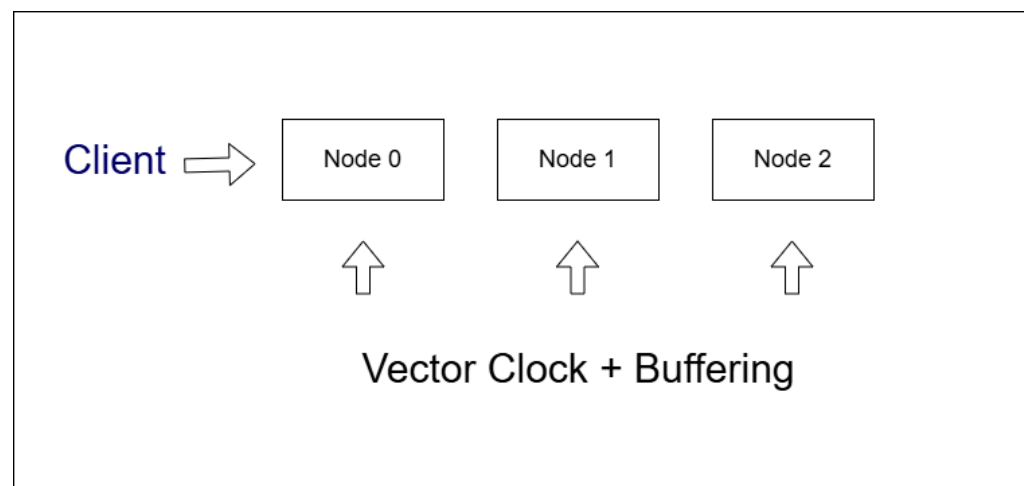 Client
Node 0
Node 1
Node 2
Vector Clock + Buffering